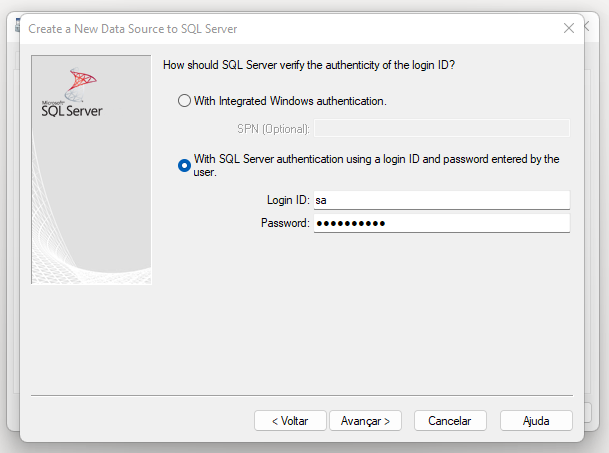 Create a New Data Source to SQL Server
How should SQL Server verify the authenticity of the login ID?
Microsoft®
SQL Server
With Integrated Windows authentication.
SPN (Optional):
With SQL Server authentication using a login ID and password entered by the
user.
Login ID: sa
Password: ●●●●●●●●●●
< Voltar
Avançar >
Cancelar
Ajuda